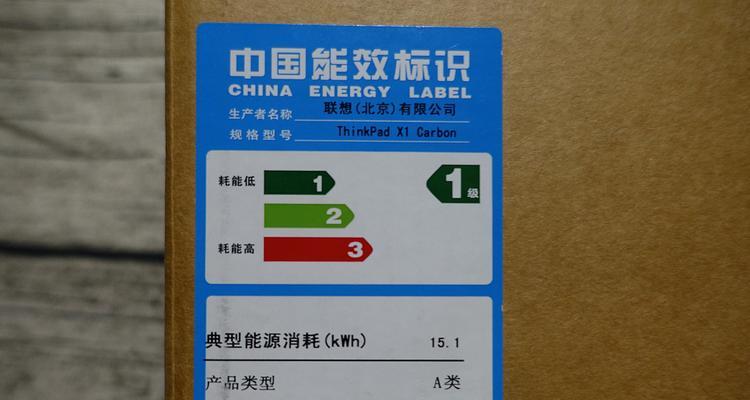 中国能效标识
CHINA ENERGY LABEL
生产者名称 联想(北京)有限公司
规格型号 ThinkPad X1 Carbon
耗能低 1 1级
2
耗能高 3
典型能源消耗(kWh) 15.1
产品类型 A类